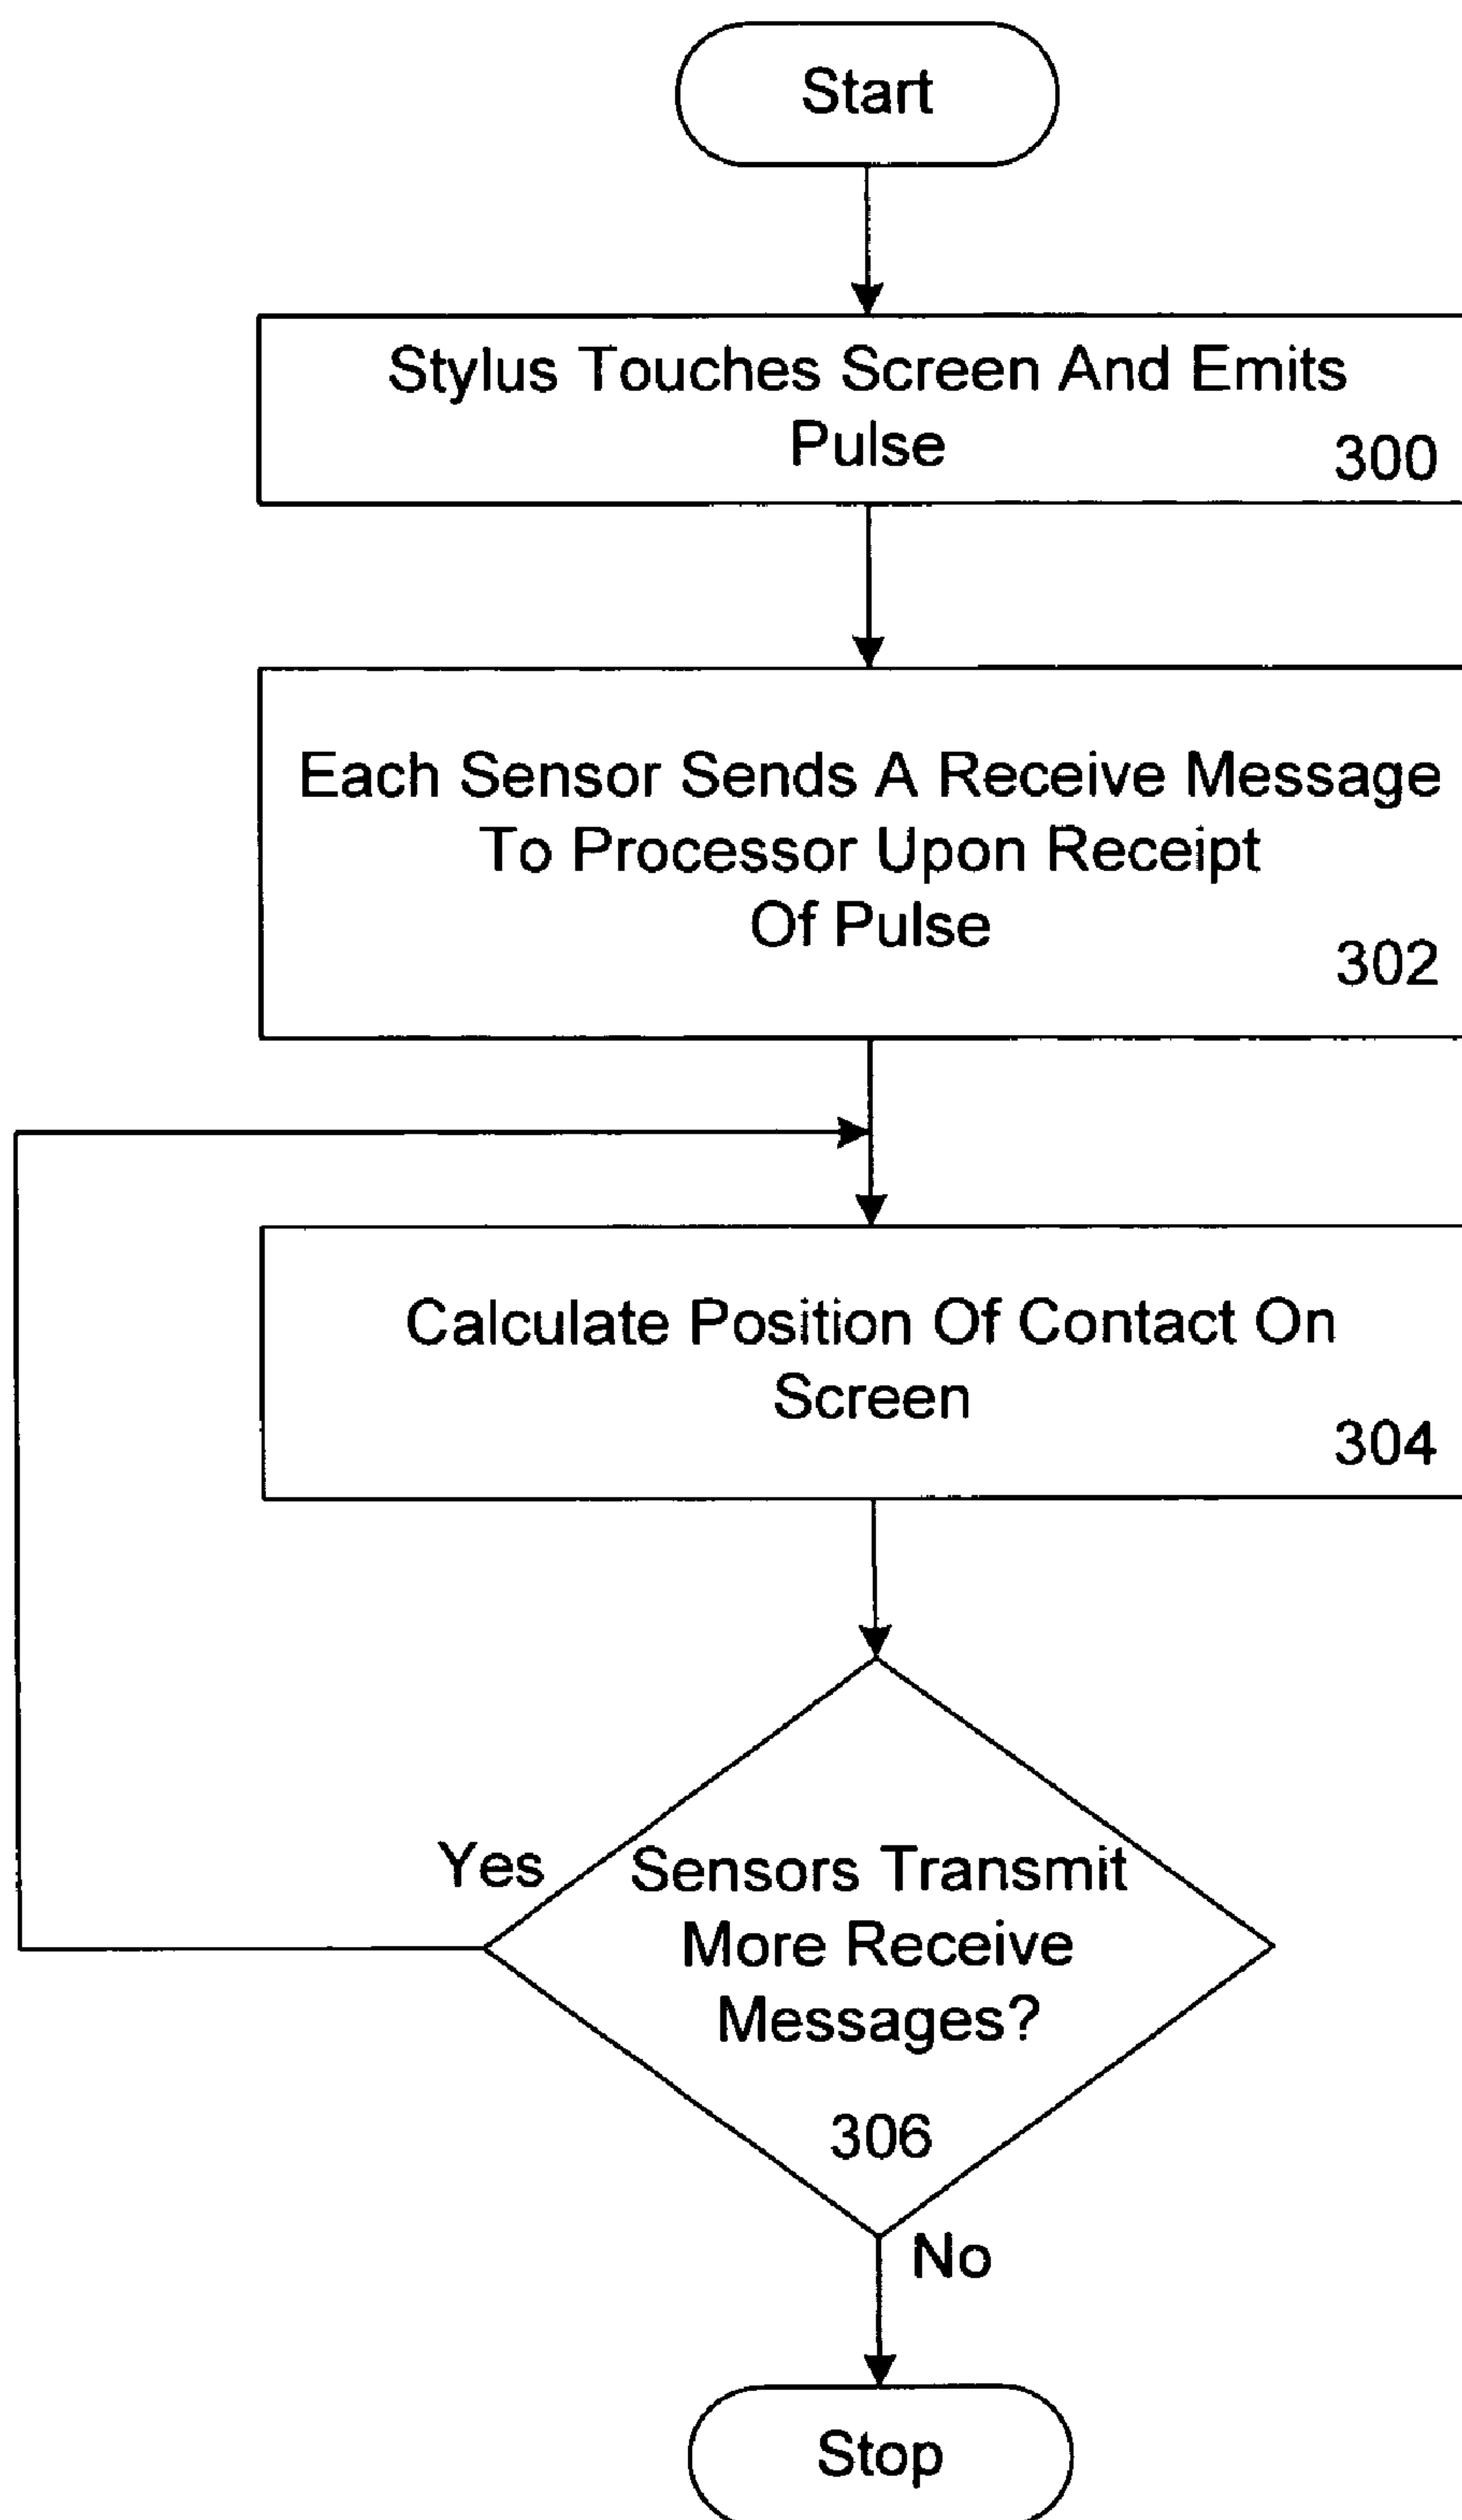 Start
Stylus Touches Screen And Emits
Pulse
300
Each Sensor Sends A Receive Message
To Processor Upon Receipt
Of Pulse
302
Calculate Position Of Contact On
Screen
304
Yes
Sensors Transmit
More Receive
Messages?
306
No
Stop